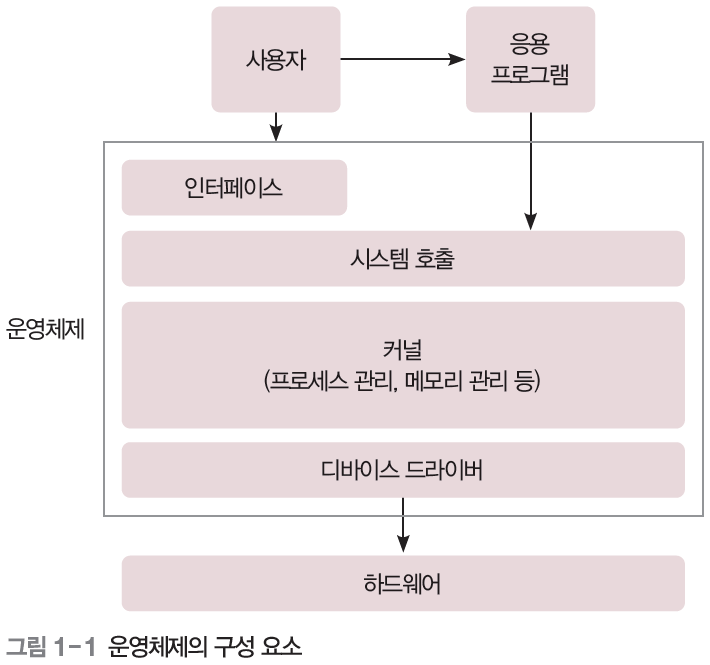 사용자
응용
프로그램
인터페이스
시스템 호출
운영체제
커널
(프로세스 관리, 메모리 관리 등)
디바이스 드라이버
하드웨어
그림 1-1 운영체제의 구성 요소